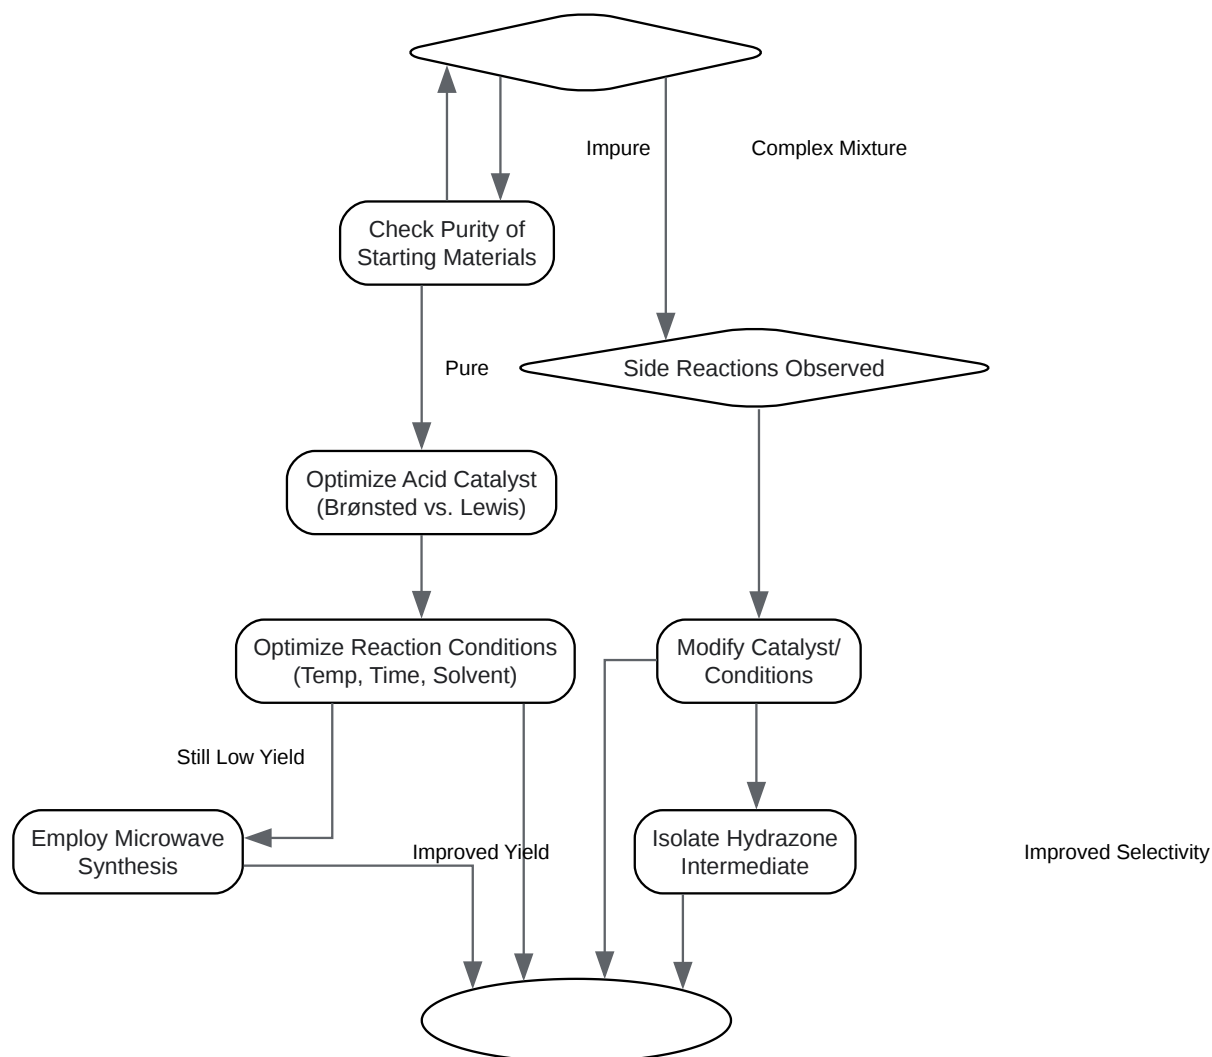 Impure
Complex Mixture
Check Purity of
Starting Materials
Pure
Side Reactions Observed
Optimize Acid Catalyst
(Brønsted vs. Lewis)
Optimize Reaction Conditions
(Temp, Time, Solvent)
Modify Catalyst/
Conditions
Still Low Yield
Employ Microwave
Synthesis
Improved Yield
Isolate Hydrazone
Intermediate
Improved Selectivity